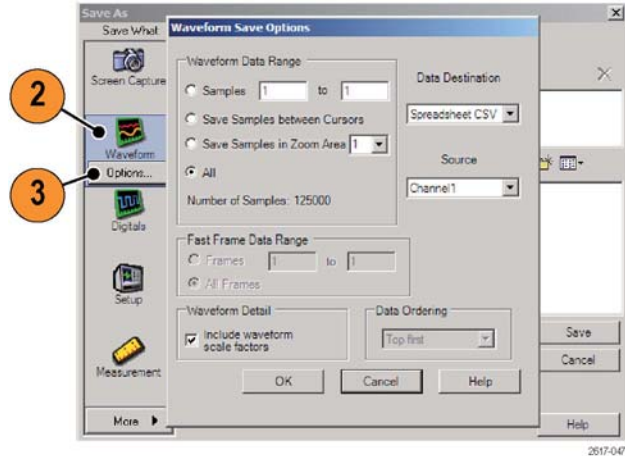 Save As
Save What:
Waveform Save Options
Screen Capture
2
Waveform
3
Options...
Digitals
Setup
Measurement
More
Waveform Data Range
Samples 1 to 1
Save Samples between Cursors
Save Samples in Zoom Area 1
All
Number of Samples: 125000
Data Destination
Spreadsheet CSV
Source
Channel1
Fast Frame Data Range
Frames 1 to 1
All Frames
Waveform Detail
Include waveform
scale factors
Data Ordering
Top first
OK
Cancel
Help
Save
Cancel
Help
2617-047